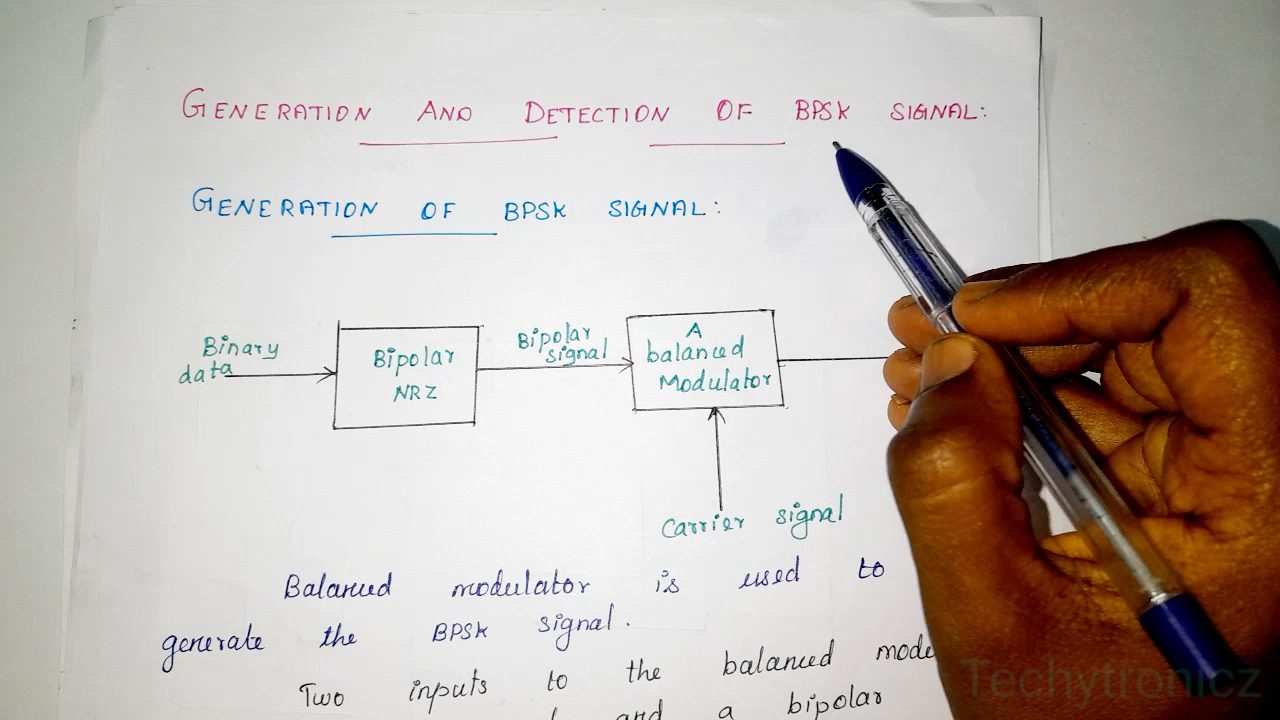 GENERATION AND DETECTION OF BPSK SIGNAL:
GENERATION OF BPSK SIGNAL:
Binary
data
Bipolar
NRZ
Bipolar
signal
A
balanced
Modulator
Carrier signal
Balanced modulator is used to
generate the BPSK signal.
Two inputs to the balanced
and a bipolar
Techytronicz